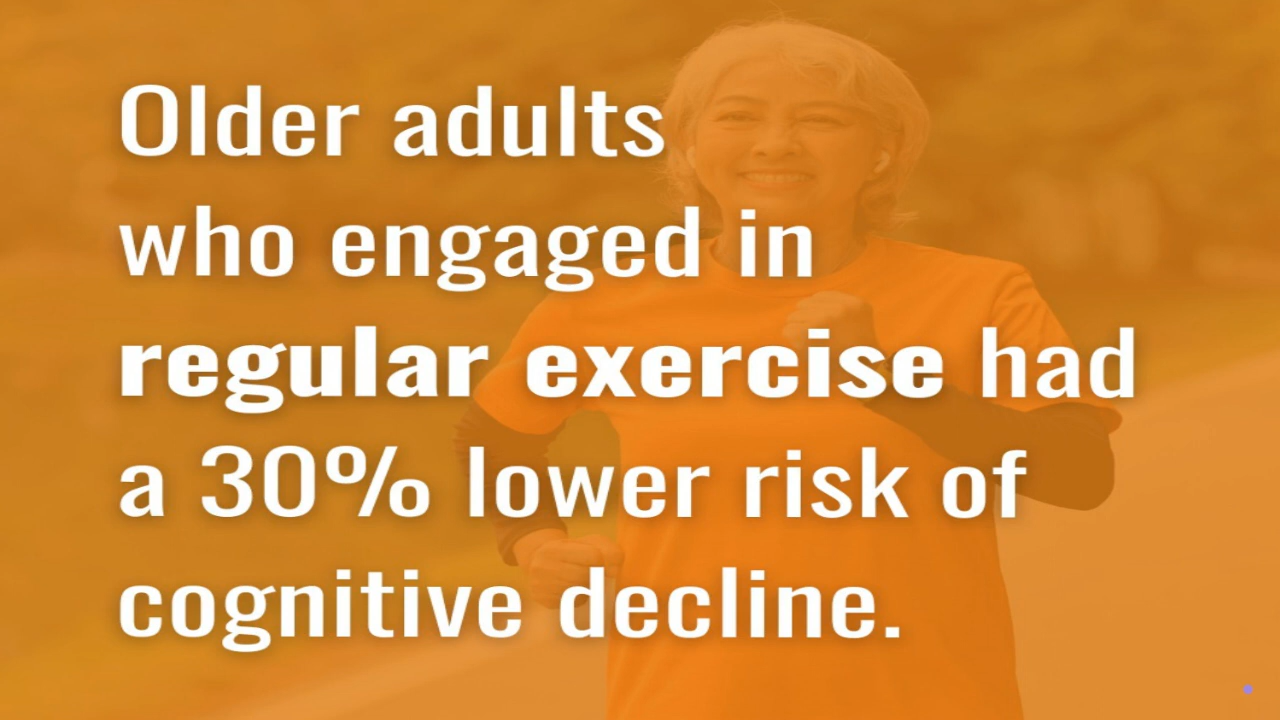 Older adults
who engaged in
regular exercise had
a 30% lower risk of
cognitive decline.